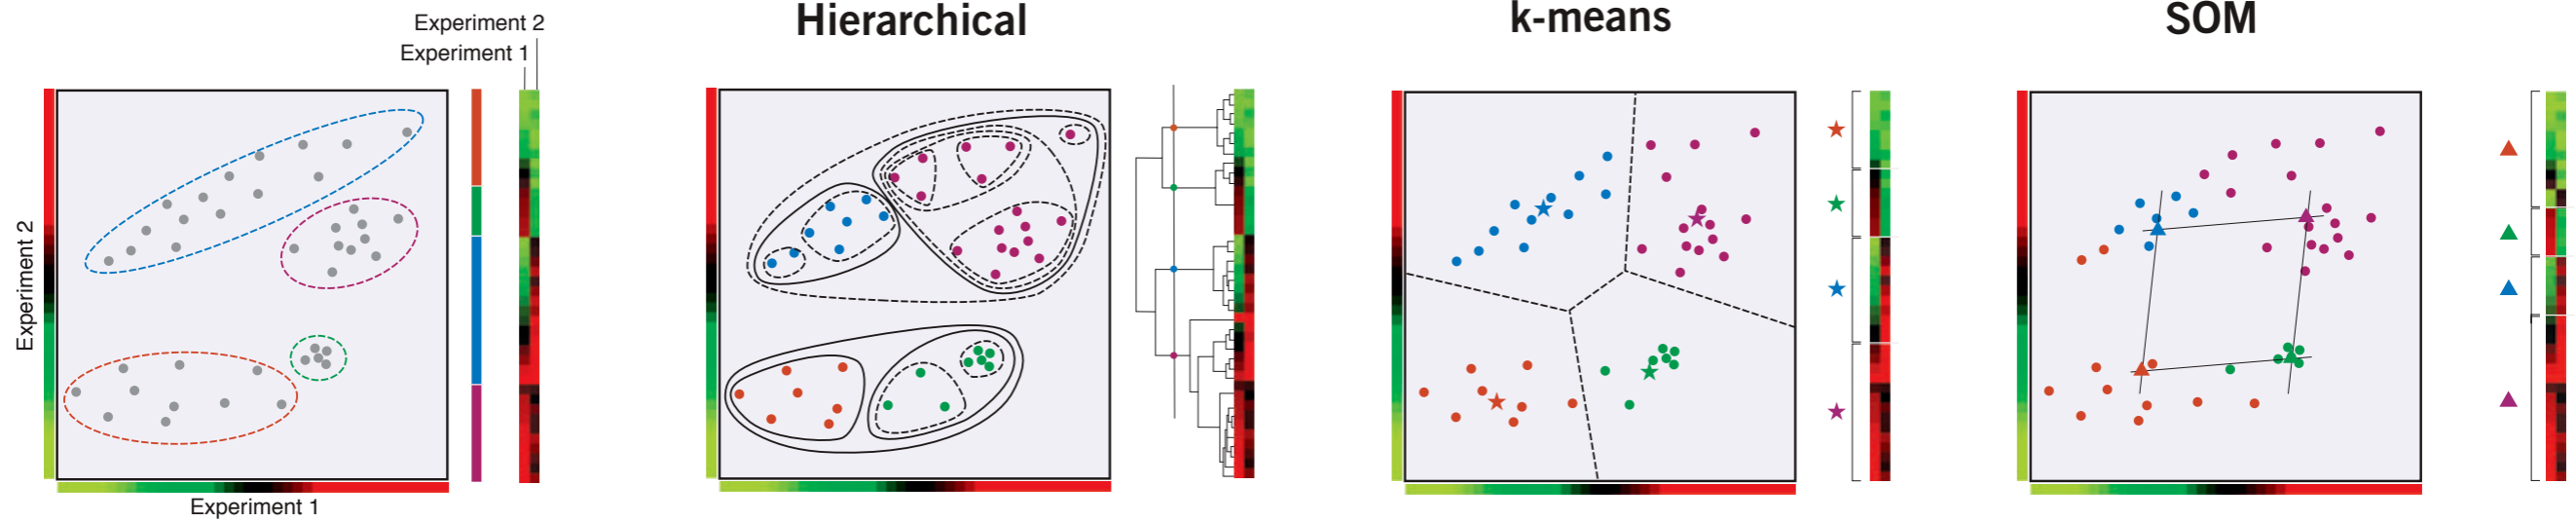 Experiment 2
Experiment 1
Experiment 2
Experiment 1
Hierarchical
k-means
SOM